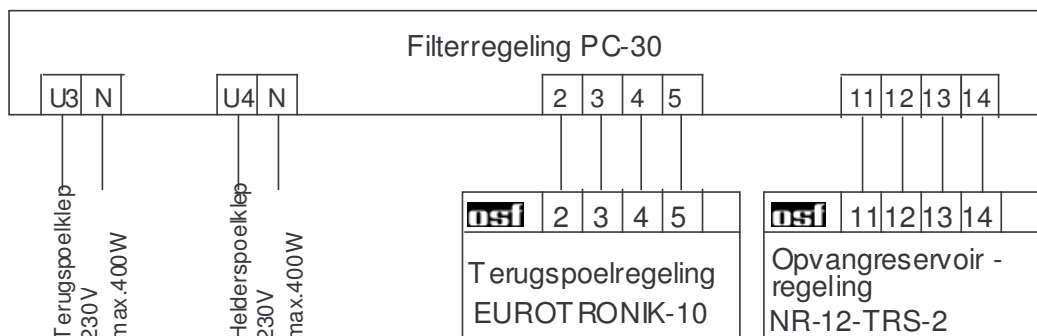 Filterregeling PC-30
U3 N U4 N 2 3 4 5 11 12 13 14
Terugspoelklep
230V
max.400W
Helderspoelklep
230V
max.400W
osf 2 3 4 5
Terugspoelregeling
EUROTRONIK-10
osf 11 12 13 14
Opvangreservoir -
regeling
NR-12-TRS-2